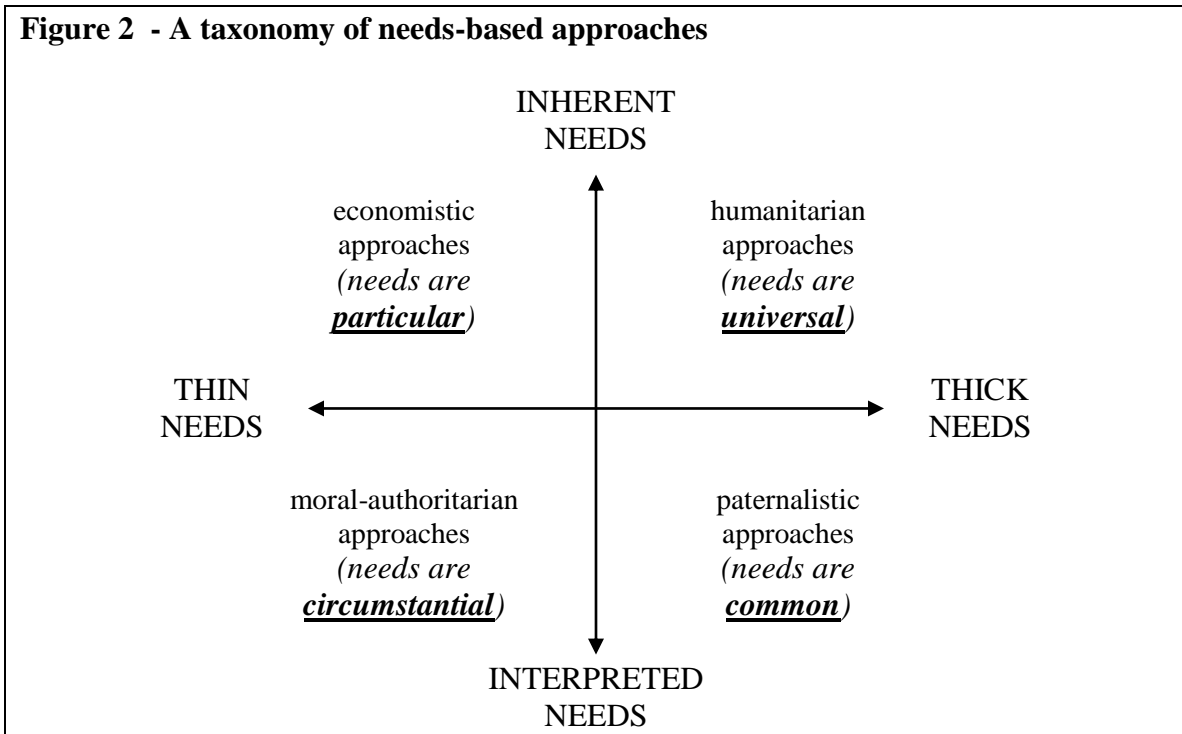 Figure 2 - A taxonomy of needs-based approaches
INHERENT
NEEDS
economistic
approaches
(needs are
particular)
humanitarian
approaches
(needs are
universal)
THIN
NEEDS
THICK
NEEDS
moral-authoritarian
approaches
(needs are
circumstantial)
paternalistic
approaches
(needs are
common)
INTERPRETED
NEEDS